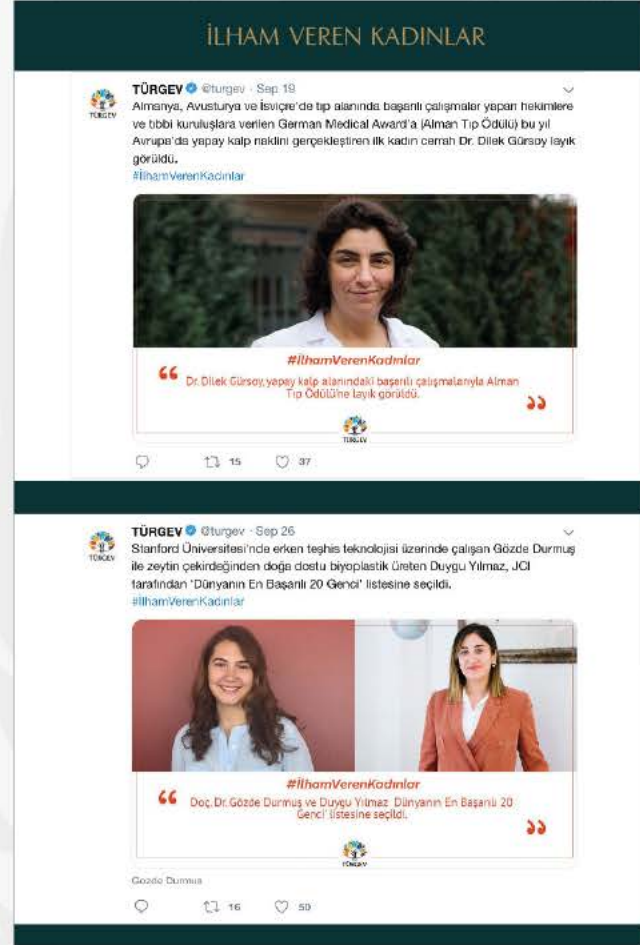 İLHAM VEREN KADINLAR
TÜRGEV @turgev · Sep 19
Almanya, Avusturya ve İsviçre'de tıp alanında başarılı çalışmalar yapan hekimlere
ve tıbbi kuruluşlara verilen German Medical Award'a (Alman Tıp Ödülü) bu yıl
Avrupa'da yapay kalp naklini gerçekleştiren ilk kadın cerrah Dr. Dilek Gürsoy layık
görüldü.
#İlhamVerenKadınlar
TÜRGEV
#İlhamVerenKadınlar
“ Dr. Dilek Gürsoy, yapay kalp alanındaki başarılı çalışmalarıyla Alman
Tıp Ödülü'ne layık görüldü. ”
TÜRGEV
15 37
TÜRGEV @turgev · Sep 26
Stanford Üniversitesi'nde erken teşhis teknolojisi üzerinde çalışan Gözde Durmuş
ile zeytin çekirdeğinden doğa dostu biyoplastik üreten Duygu Yılmaz, JCI
tarafından 'Dünyanın En Başarılı 20 Genci' listesine seçildi.
#İlhamVerenKadınlar
TÜRGEV
#İlhamVerenKadınlar
“ Doç. Dr. Gözde Durmuş ve Duygu Yılmaz 'Dünyanın En Başarılı 20
Genci' listesine seçildi. ”
TÜRGEV
Gozde Durmus
16 50